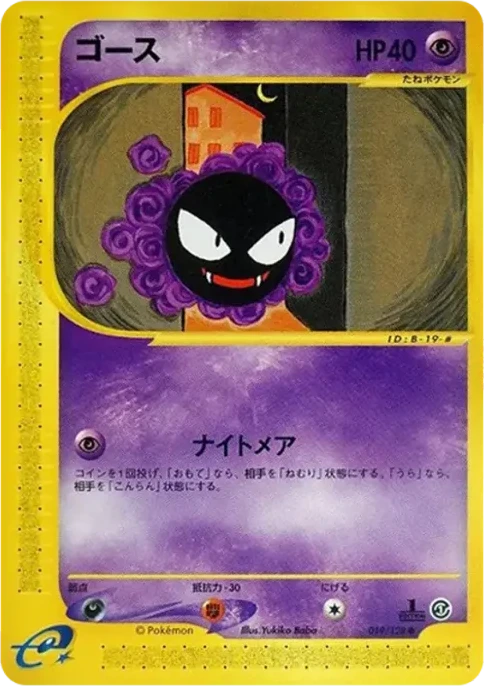 ゴース HP40
たねポケモン
ID:B-19-#
ナイトメア
コインを1回投げ、「おもて」なら、相手を「ねむり」状態にする。「うら」なら、
相手を「こんらん」状態にする。
弱点 抵抗力-30 にげる
© Pokémon Illus.Yukiko Baba 1 EDITION 019/128●
e